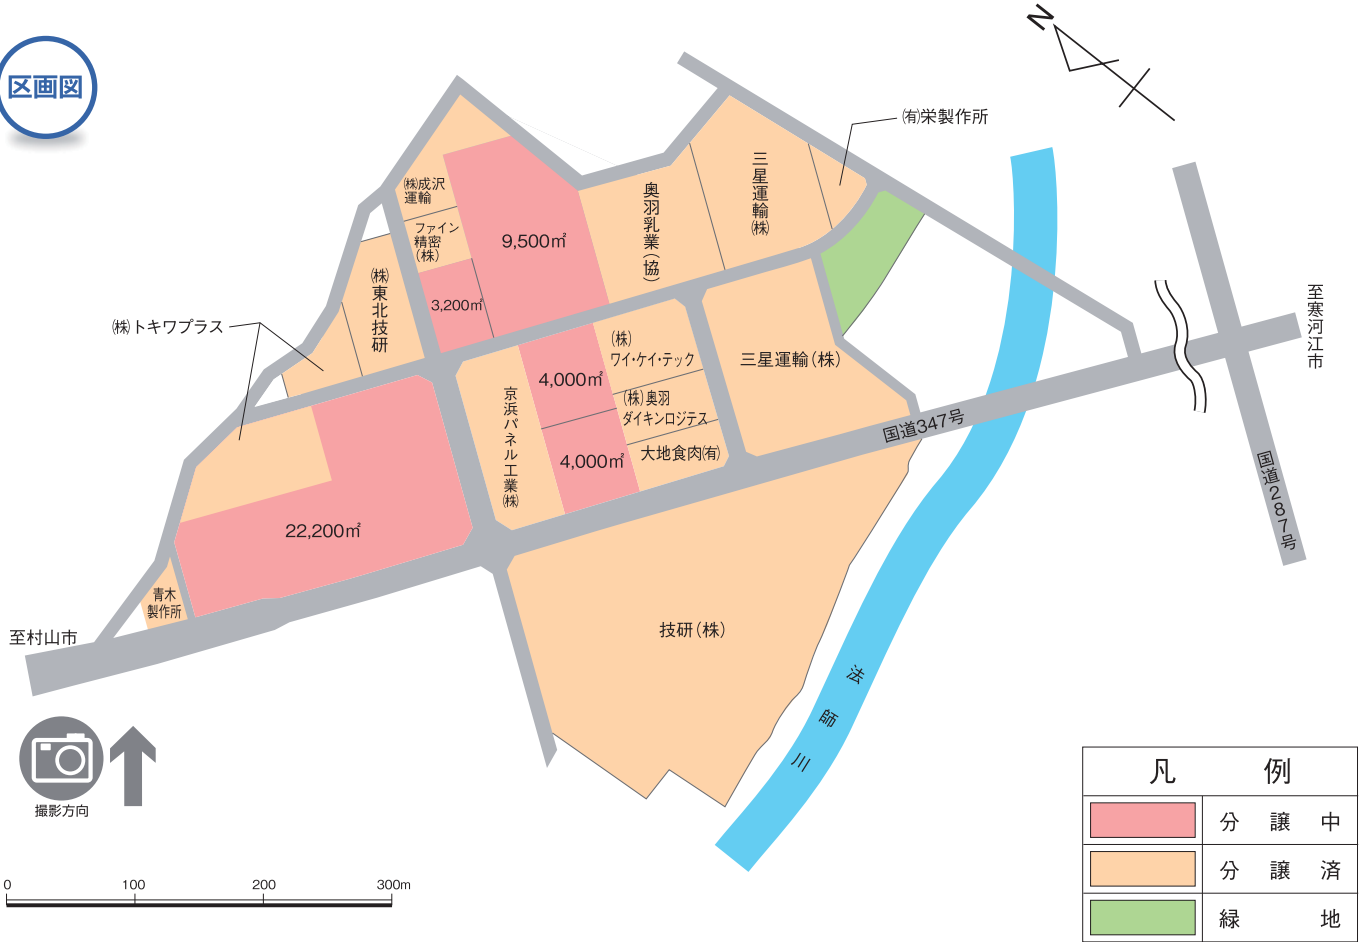 区画図
N
㈲栄製作所
三星運輸㈱
奥羽乳業(協)
㈱成沢
運輸
ファイン
精密
(株)
9,500㎡
3,200㎡
㈱東北技研
㈱トキワプラス
至寒河江市
(株)
ワイ・ケイ・テック
三星運輸(株)
4,000㎡
京浜パネル工業㈱
(株)奥羽
ダイキンロジテス
大地食肉㈲
4,000㎡
国道347号
国道287号
22,200㎡
青木
製作所
至村山市
技研(株)
法師川
撮影方向
0 100 200 300m
凡例
分譲中
分譲済
緑地